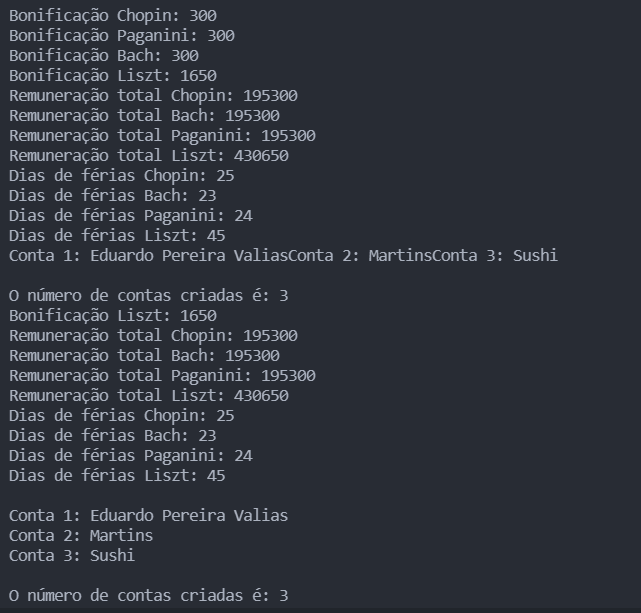 Bonificação Chopin: 300
Bonificação Paganini: 300
Bonificação Bach: 300
Bonificação Liszt: 1650
Remuneração total Chopin: 195300
Remuneração total Bach: 195300
Remuneração total Paganini: 195300
Remuneração total Liszt: 430650
Dias de férias Chopin: 25
Dias de férias Bach: 23
Dias de férias Paganini: 24
Dias de férias Liszt: 45
Conta 1: Eduardo Pereira ValiasConta 2: MartinsConta 3: Sushi
O número de contas criadas é: 3
Bonificação Liszt: 1650
Remuneração total Chopin: 195300
Remuneração total Bach: 195300
Remuneração total Paganini: 195300
Remuneração total Liszt: 430650
Dias de férias Chopin: 25
Dias de férias Bach: 23
Dias de férias Paganini: 24
Dias de férias Liszt: 45
Conta 1: Eduardo Pereira Valias
Conta 2: Martins
Conta 3: Sushi
O número de contas criadas é: 3